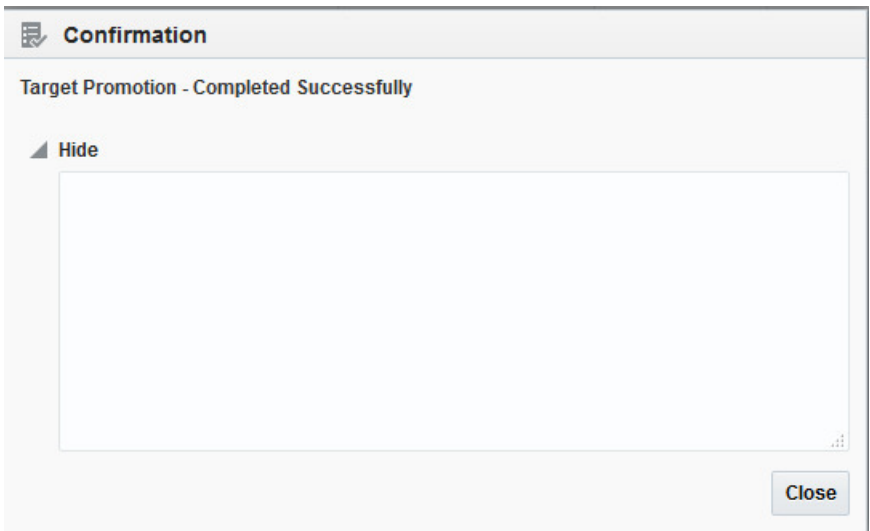 Confirmation
Target Promotion - Completed Successfully
Hide
Close